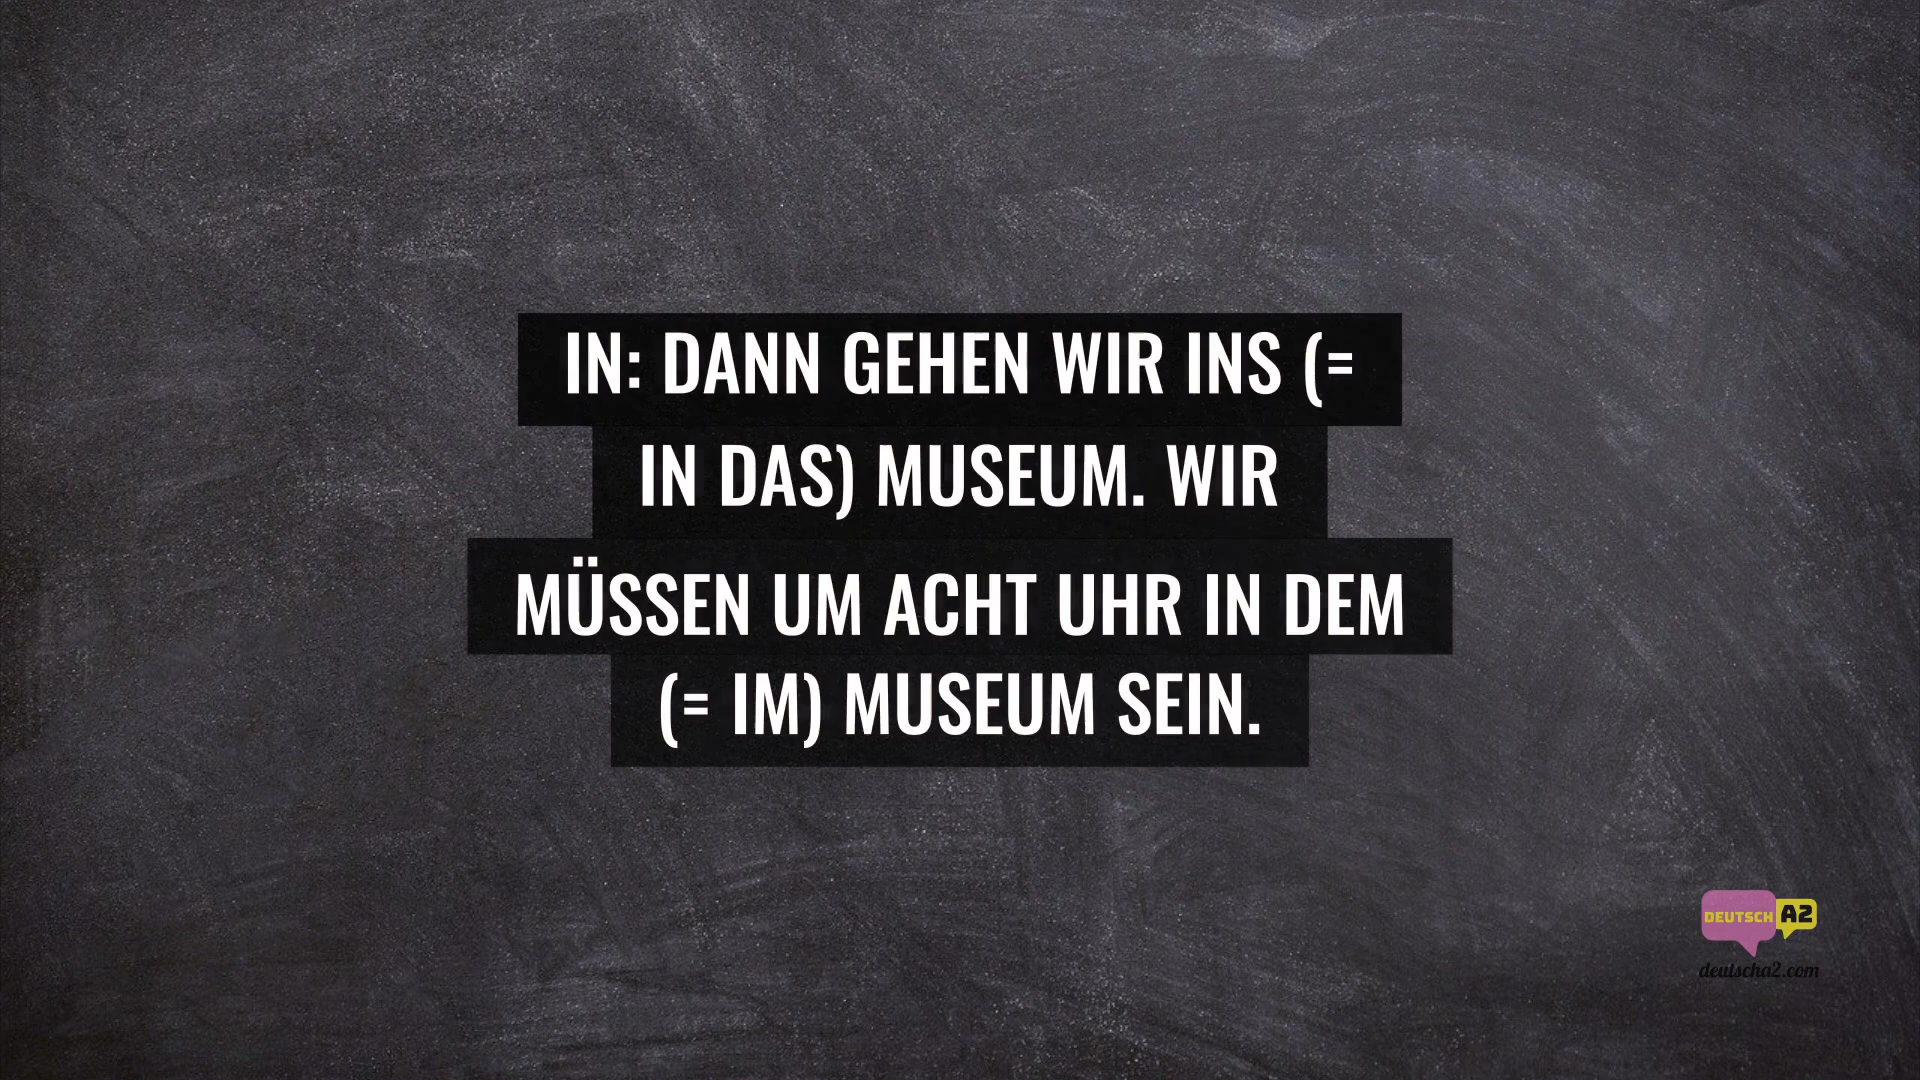 IN: DANN GEHEN WIR INS (=
IN DAS) MUSEUM. WIR
MÜSSEN UM ACHT UHR IN DEM
(= IM) MUSEUM SEIN.
DEUTSCH A2
deutscha2.com